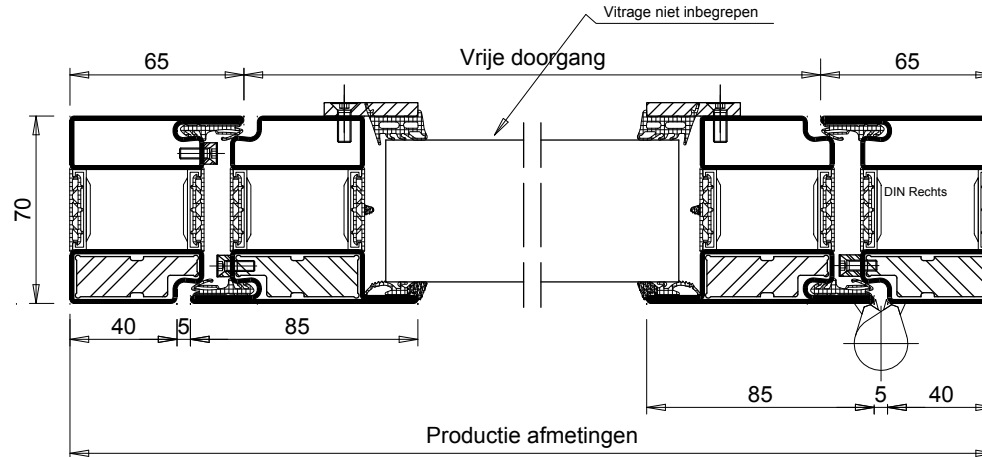 Vitrage niet inbegrepen
65
Vrije doorgang
65
70
DIN Rechts
40
5
85
85
5
40
Productie afmetingen